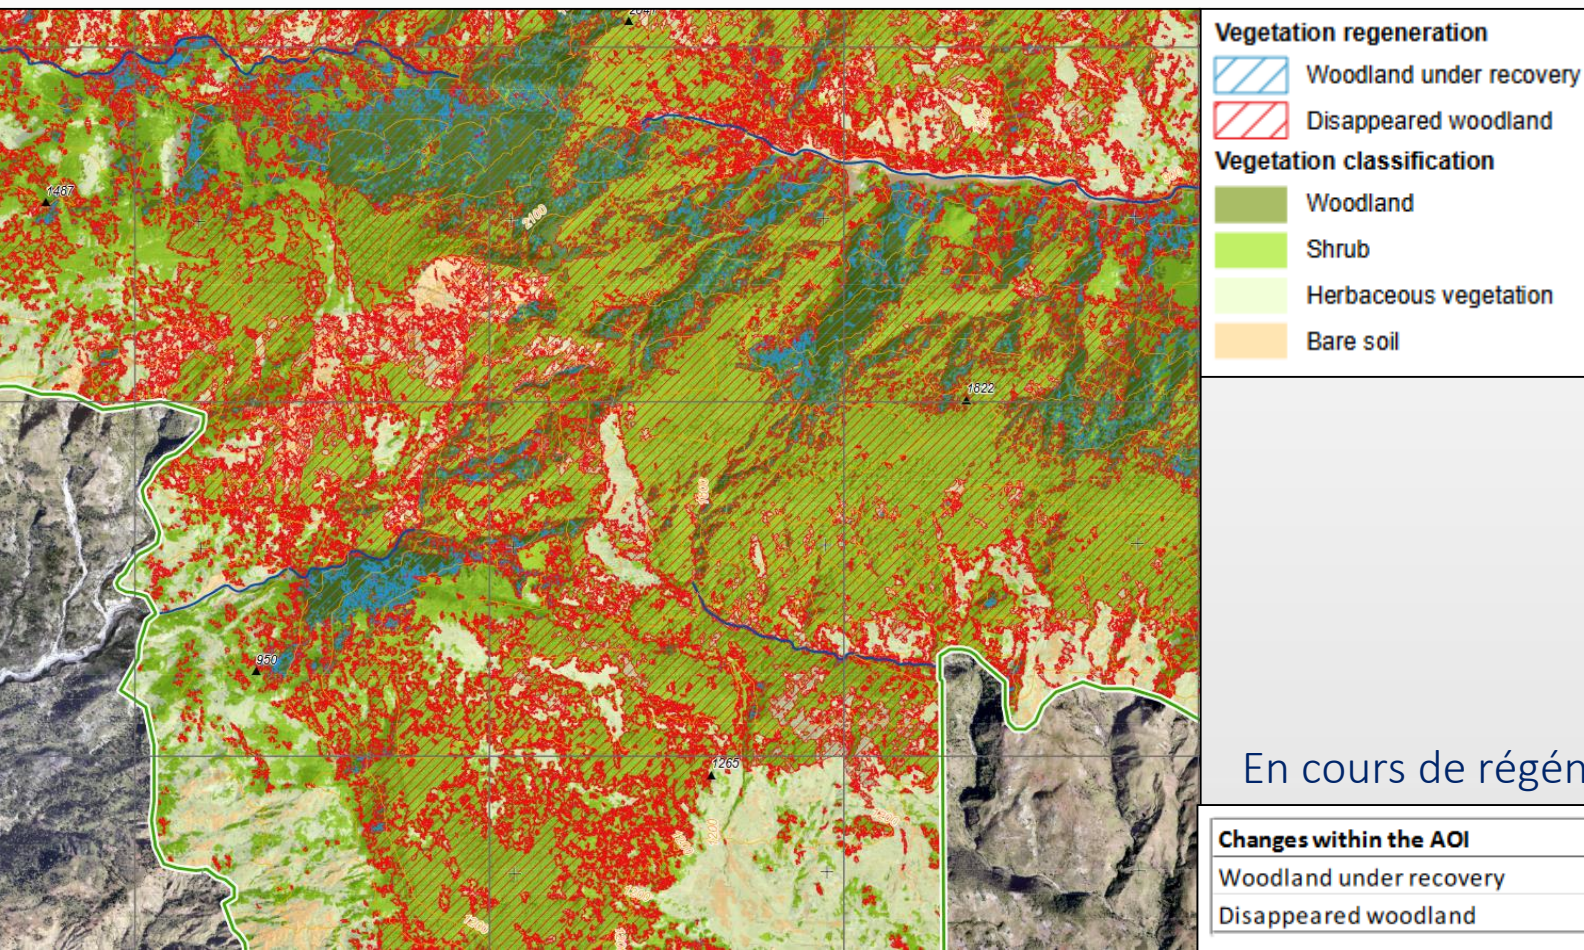 Vegetation regeneration
Woodland under recovery
Disappeared woodland
Vegetation classification
Woodland
Shrub
Herbaceous vegetation
Bare soil
1487
2100
1822
950
1265
En cours de régén
Changes within the AOI
Woodland under recovery
Disappeared woodland